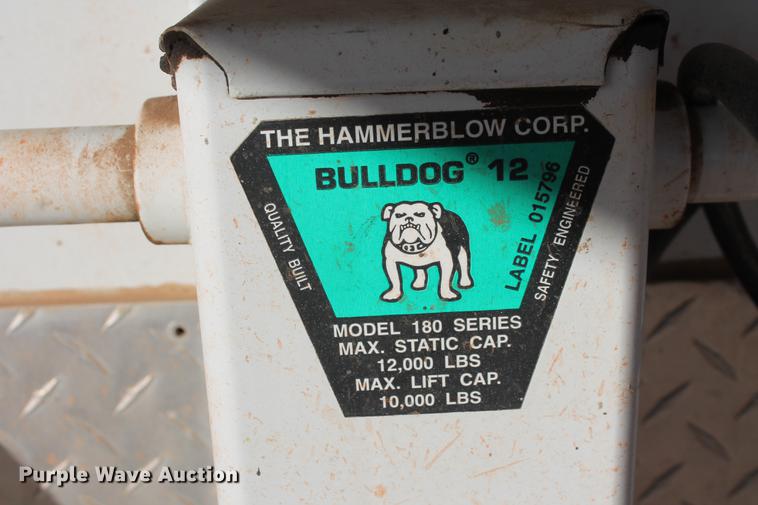 THE HAMMERBLOW CORP.
BULLDOG® 12
LABEL 015796
QUALITY BUILT
SAFETY ENGINEERED
MODEL 180 SERIES
MAX. STATIC CAP.
12,000 LBS
MAX. LIFT CAP.
10,000 LBS
Purple Wave Auction